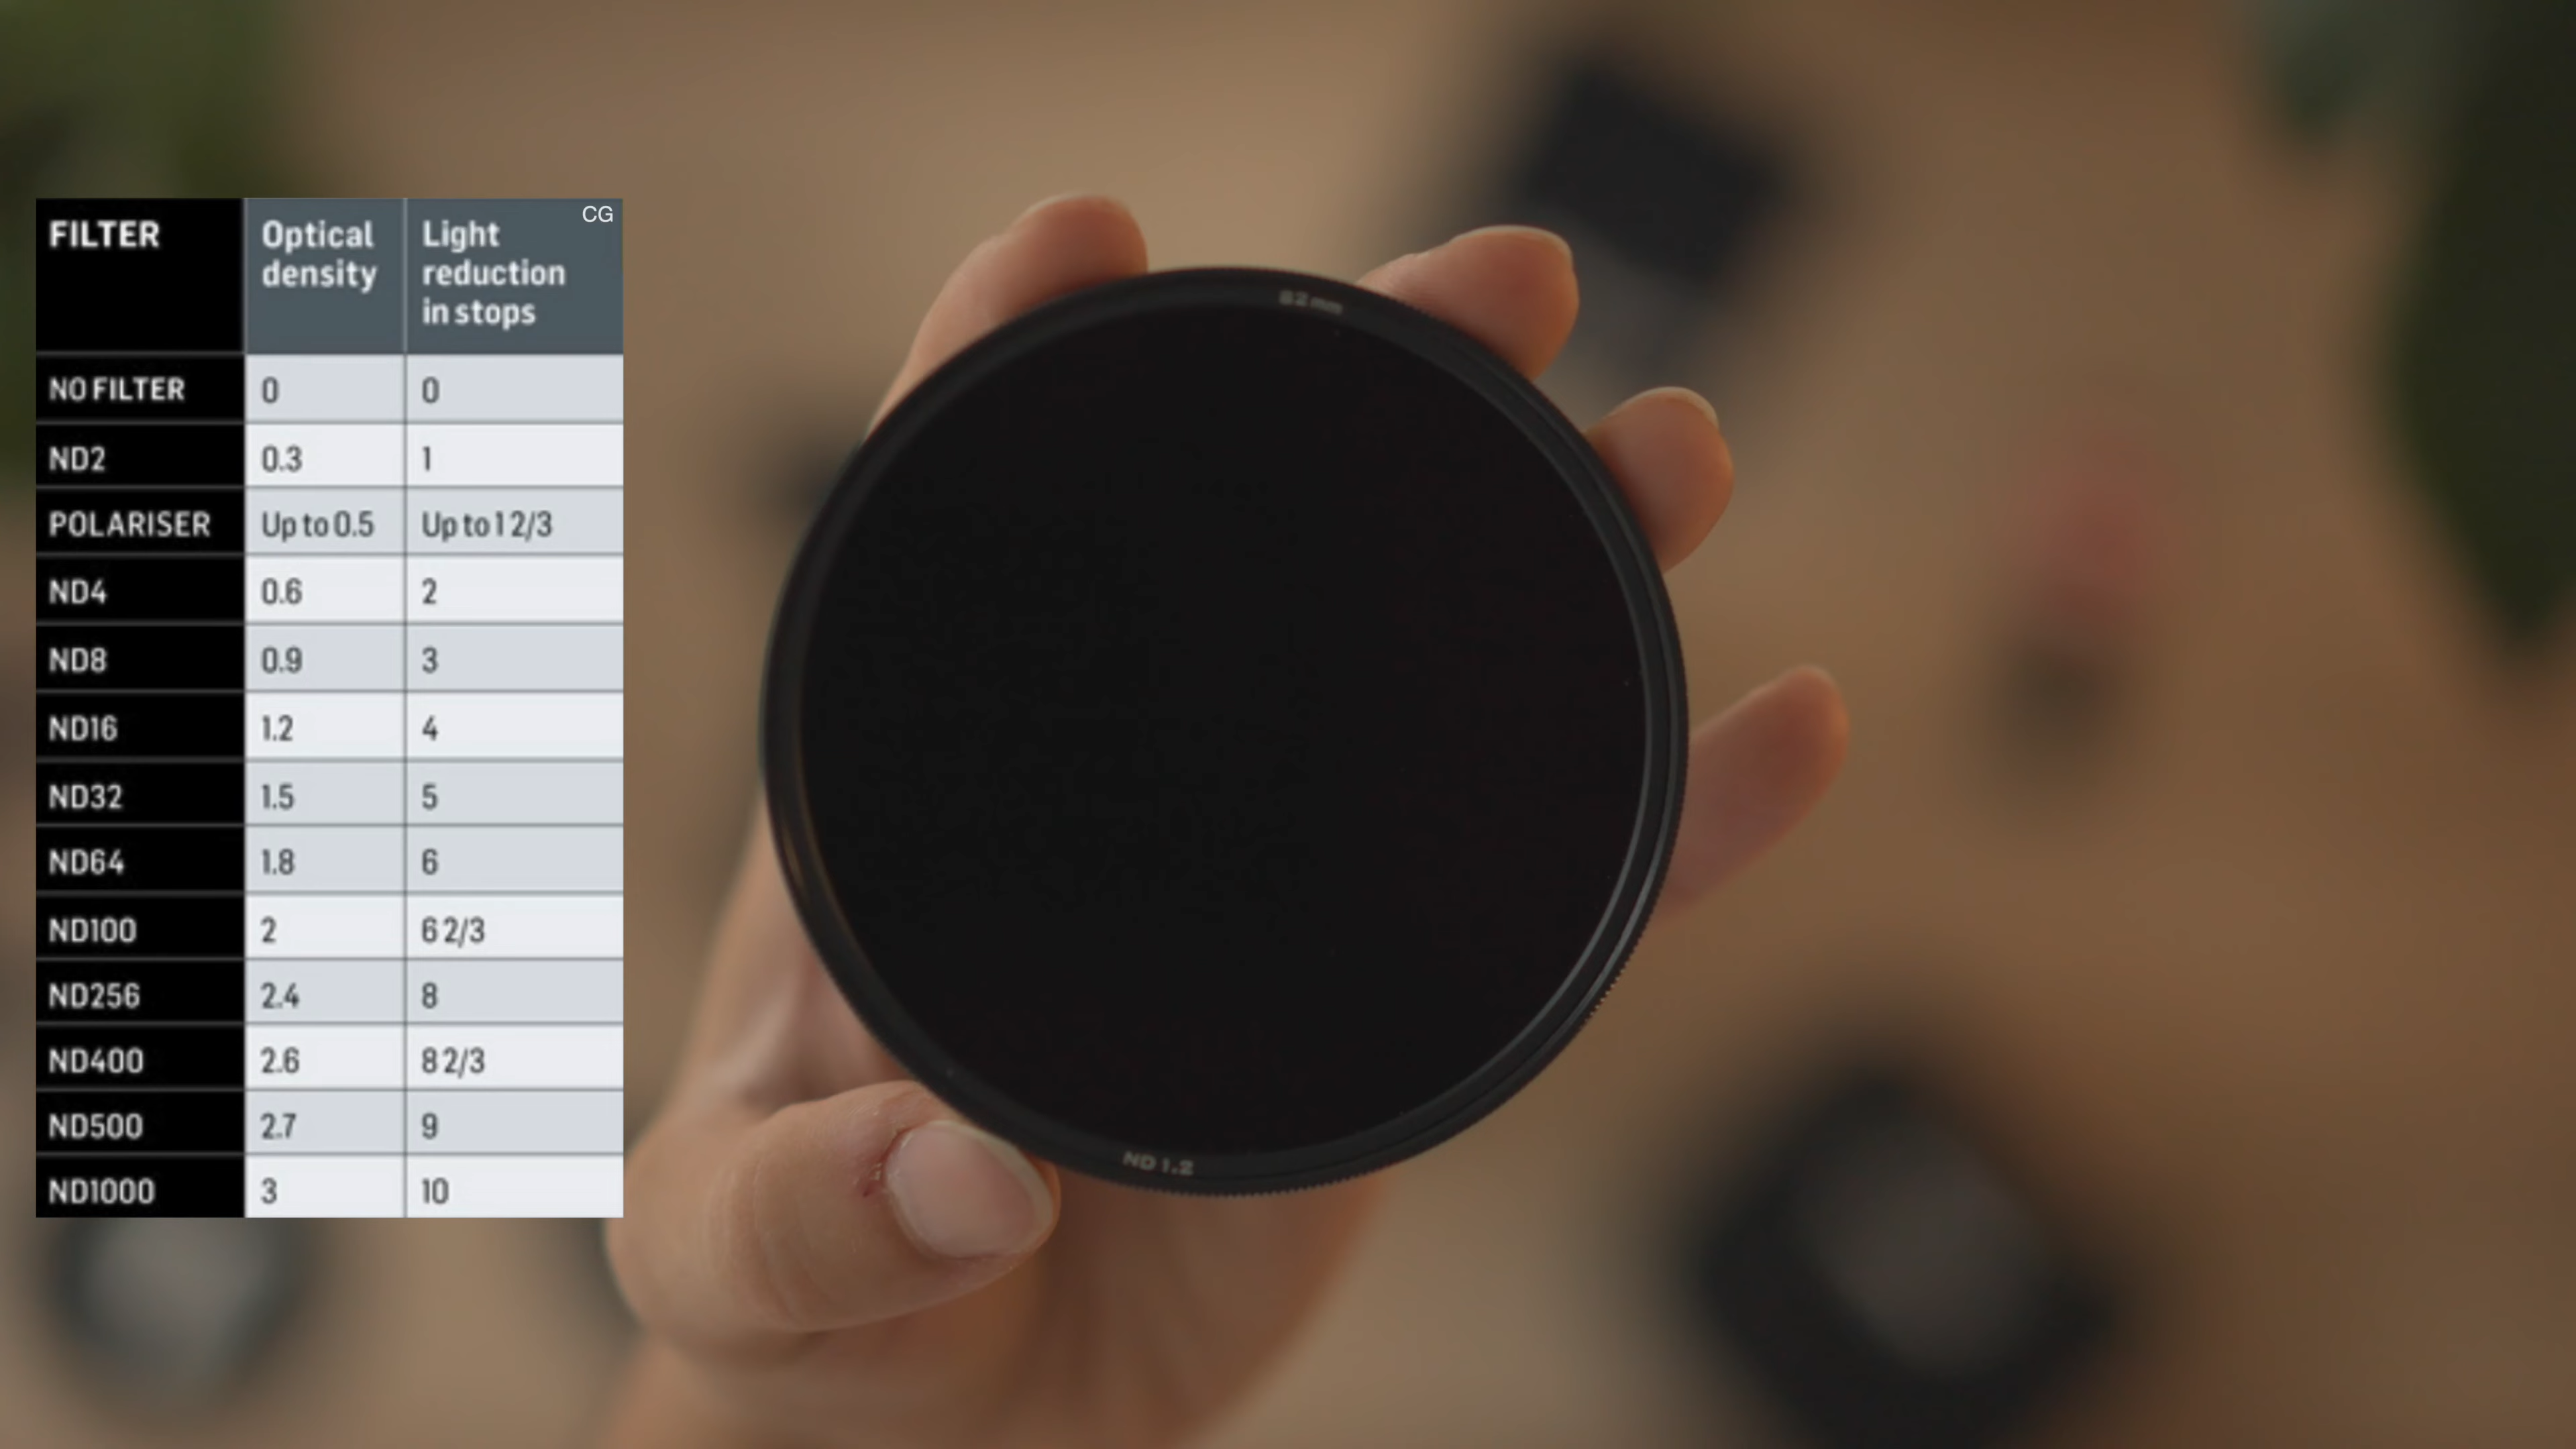 CG
FILTER Optical density Light reduction in stops
NO FILTER 0 0
ND2 0.3 1
POLARISER Up to 0.5 Up to 1 2/3
ND4 0.6 2
ND8 0.9 3
ND16 1.2 4
ND32 1.5 5
ND64 1.8 6
ND100 2 6 2/3
ND256 2.4 8
ND400 2.6 8 2/3
ND500 2.7 9
ND1000 3 10
82mm
ND 1.2